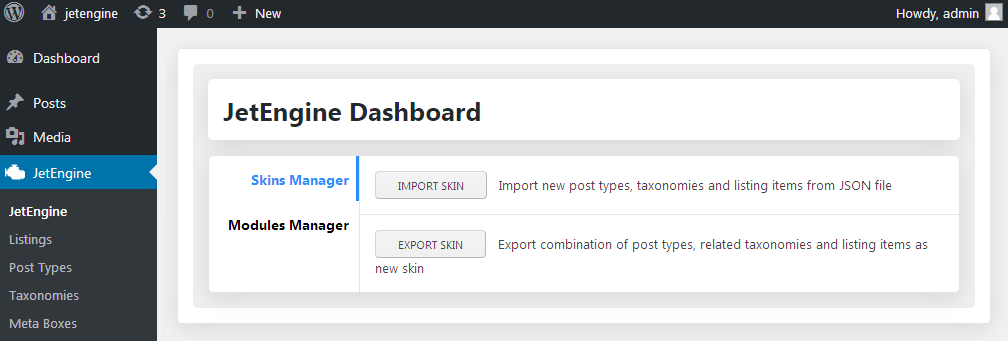 jetengine 3 0 New Howdy, admin
Dashboard
Posts
Media
JetEngine
JetEngine
Listings
Post Types
Taxonomies
Meta Boxes
JetEngine Dashboard
Skins Manager
Modules Manager
IMPORT SKIN Import new post types, taxonomies and listing items from JSON file
EXPORT SKIN Export combination of post types, related taxonomies and listing items as
new skin